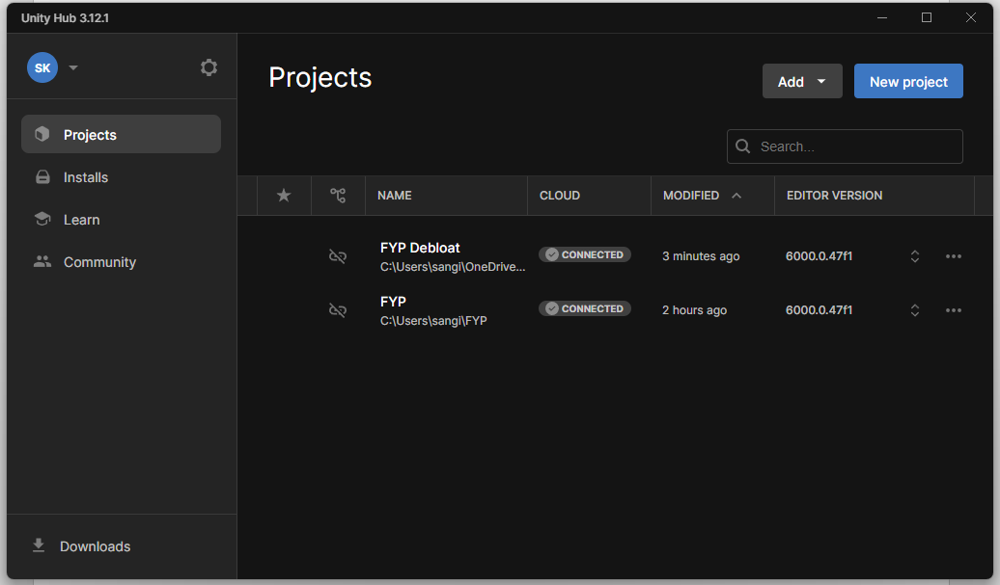 Unity Hub 3.12.1
SK
Projects
Add
New project
Projects
Search...
Installs
Learn
Community
NAME CLOUD MODIFIED EDITOR VERSION
FYP Debloat CONNECTED 3 minutes ago 6000.0.47f1
C:\Users\sangi\OneDrive...
FYP CONNECTED 2 hours ago 6000.0.47f1
C:\Users\sangi\FYP
Downloads